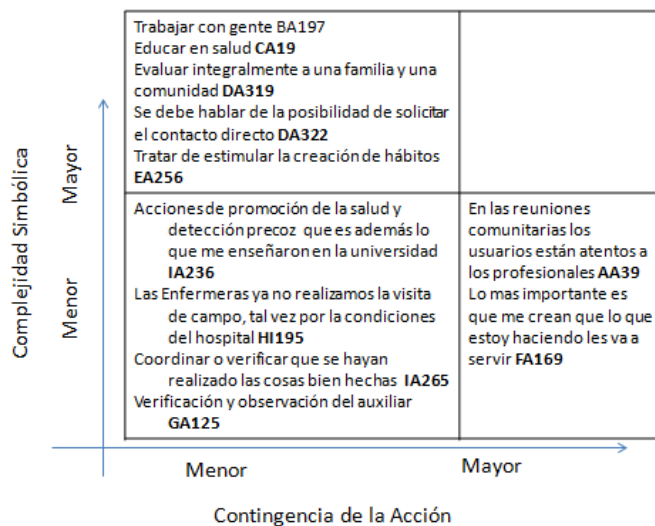 Trabajar con gente BA197
Educar en salud CA19
Evaluar integralmente a una familia y una
comunidad DA319
Se debe hablar de la posibilidad de solicitar
el contacto directo DA322
Tratar de estimular la creación de hábitos
EA256
Acciones de promoción de la salud y
detección precoz que es además lo
que me enseñaron en la universidad
IA236
Las Enfermeras ya no realizamos la visita
de campo, tal vez por la condiciones
del hospital HI195
Coordinar o verificar que se hayan
realizado las cosas bien hechas IA265
Verificación y observación del auxiliar
GA125
En las reuniones
comunitarias los
usuarios están atentos a
los profesionales AA39
Lo mas importante es
que me crean que lo que
estoy haciendo les va a
servir FA169
Complejidad Simbólica
Mayor
Menor
Menor
Mayor
Contingencia de la Acción